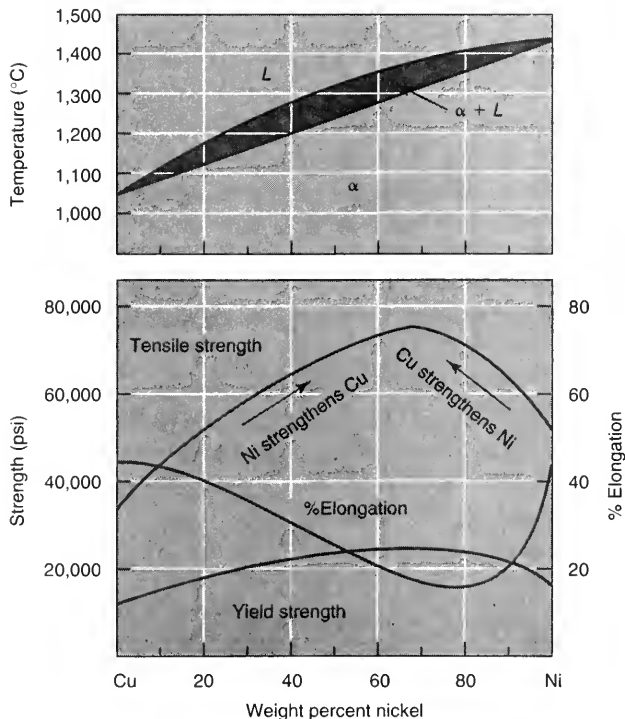 1,500
1,400
1,300
1,200
1,100
1,000
Temperature (°C)
L
α + L
α
80,000
60,000
40,000
20,000
Strength (psi)
80
60
40
20
% Elongation
Tensile strength
Ni strengthens Cu
Cu strengthens Ni
%Elongation
Yield strength
Cu 20 40 60 80 Ni
Weight percent nickel